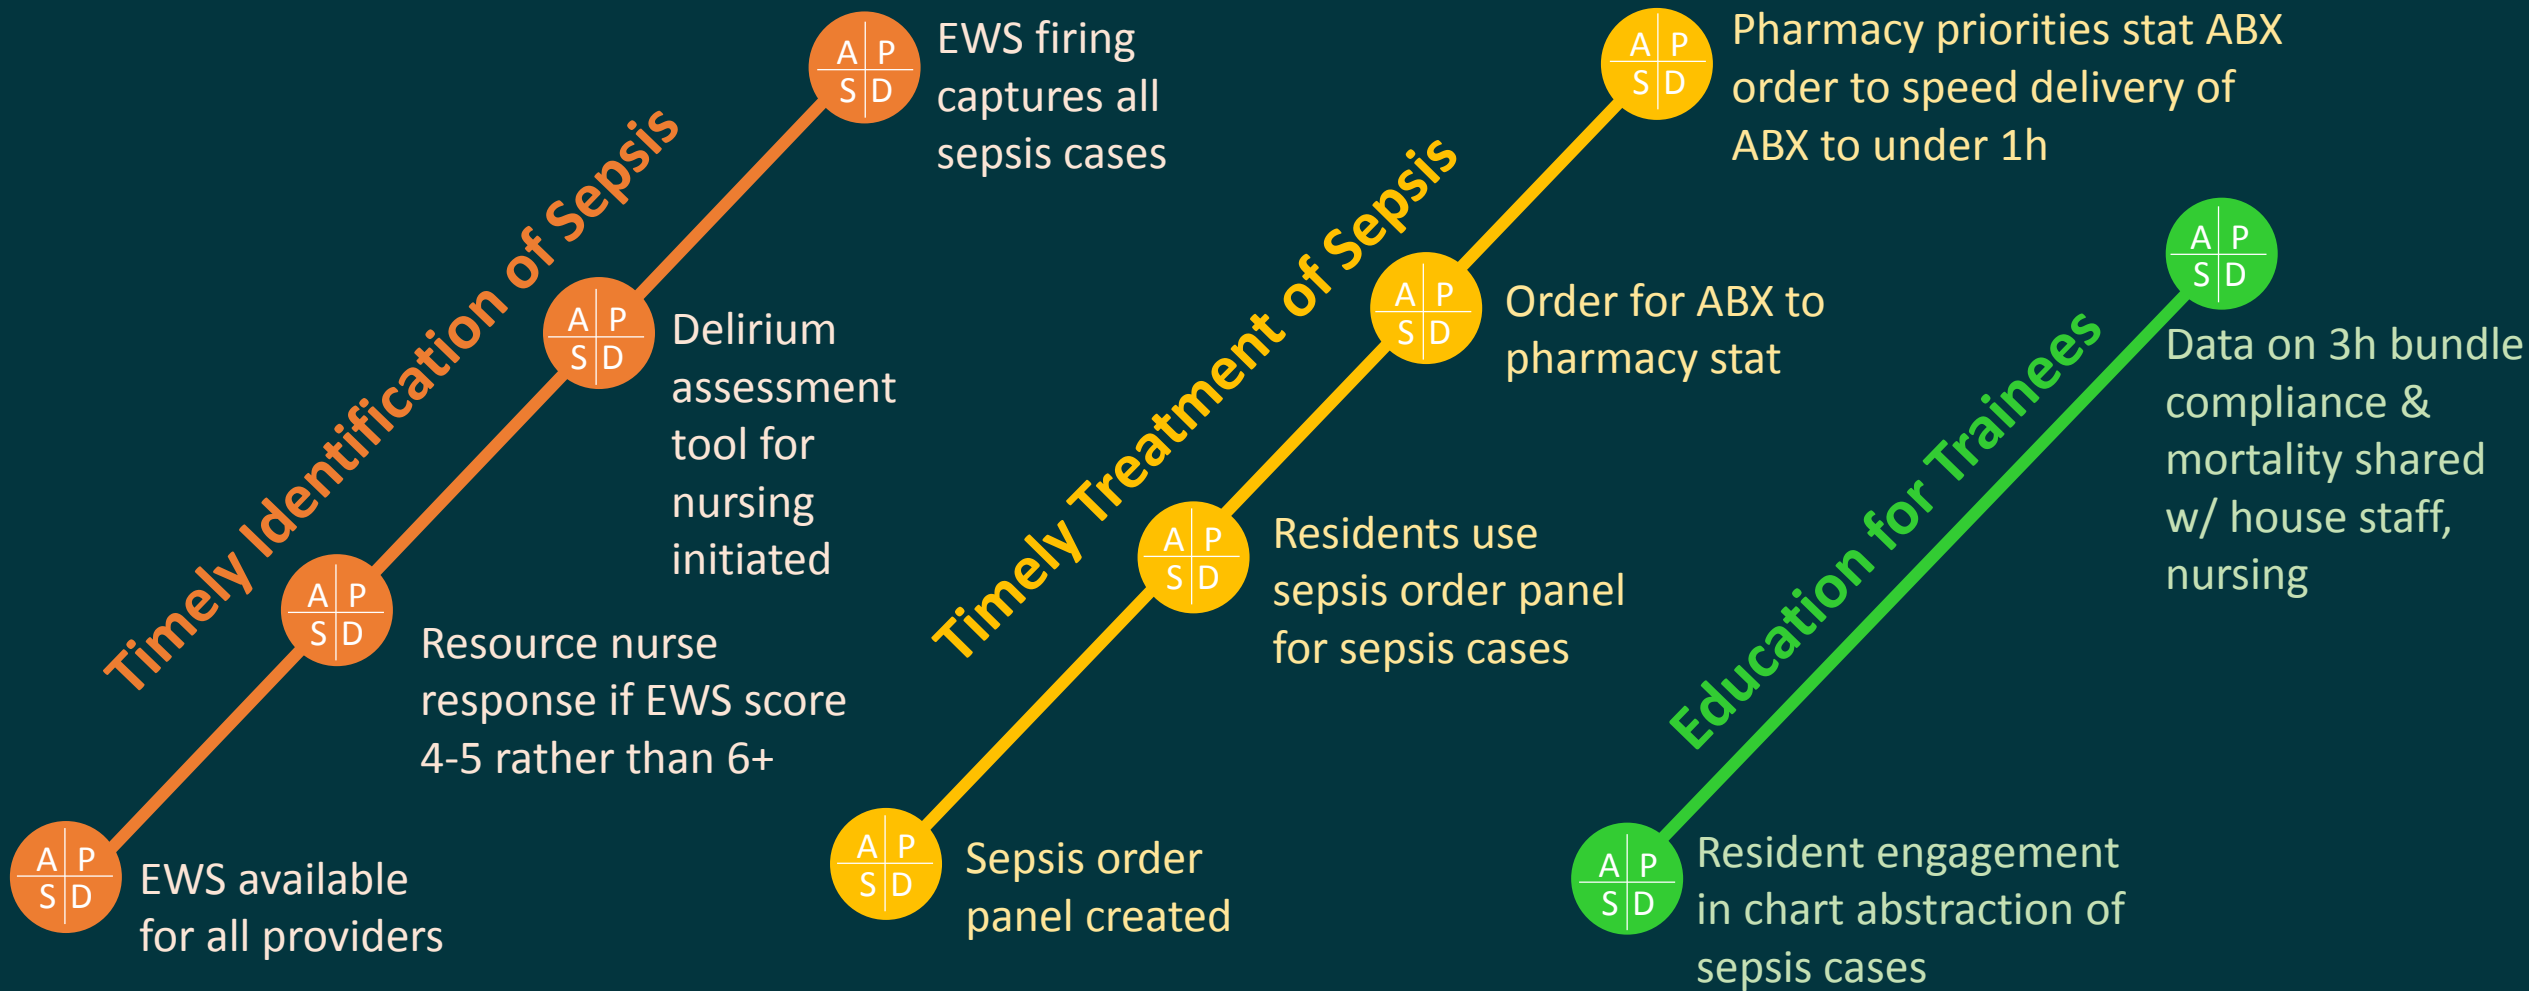 Timely Identification of Sepsis
A P
S D
EWS firing
captures all
sepsis cases
A P
S D
Delirium
assessment
tool for
nursing
initiated
A P
S D
Resource nurse
response if EWS score
4-5 rather than 6+
A P
S D
EWS available
for all providers
Timely Treatment of Sepsis
A P
S D
Pharmacy priorities stat ABX
order to speed delivery of
ABX to under 1h
A P
S D
Order for ABX to
pharmacy stat
A P
S D
Residents use
sepsis order panel
for sepsis cases
A P
S D
Sepsis order
panel created
Education for Trainees
A P
S D
Data on 3h bundle
compliance &
mortality shared
w/ house staff,
nursing
A P
S D
Resident engagement
in chart abstraction of
sepsis cases